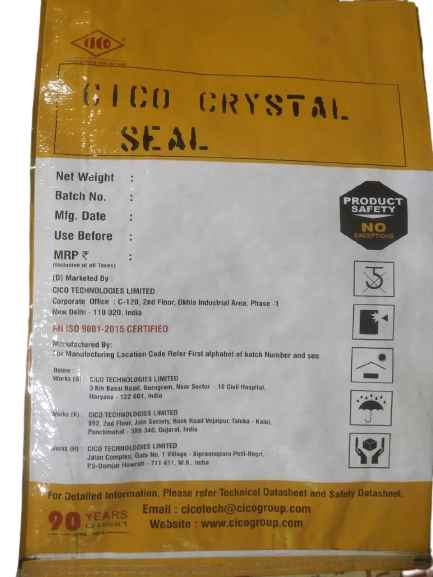 CICO
CICO CRYSTAL
SEAL
Net Weight :
Batch No. :
Mfg. Date :
Use Before :
MRP ₹ :
(Inclusive of all Taxes)
PRODUCT
SAFETY
NO
EXCEPTIONS
(D) Marketed By :
CICO TECHNOLOGIES LIMITED
Corporate Office : C-120, 2nd Floor, Okhla Industrial Area, Phase -1
New Delhi - 110 020, India
AN ISO 9001-2015 CERTIFIED
Manufactured By:
For Manufacturing Location Code Refer First alphabet of batch Number and see
Below :
Works (G) : CICO TECHNOLOGIES LIMITED
3 Km Basai Road, Gurugram, Near Sector - 10 Civil Hospital,
Haryana - 122 001, India
Works (K) : CICO TECHNOLOGIES LIMITED
892, 2nd Floor, Jain Society, Bank Road Vejalpur, Taluka - Kalol,
Panchmahal - 389 340, Gujarat, India
Works (H) : CICO TECHNOLOGIES LIMITED
Jalan Complex, Gate No. 1 Village - Biprannopara Post-Begri,
P.S-Domjur Howrah - 711 411, W.B., India
For Detailed Information, Please refer Technical Datasheet and Safety Datasheet.
90 YEARS
OF LEGACY
Email : cicotech@cicogroup.com
Website : www.cicogroup.com